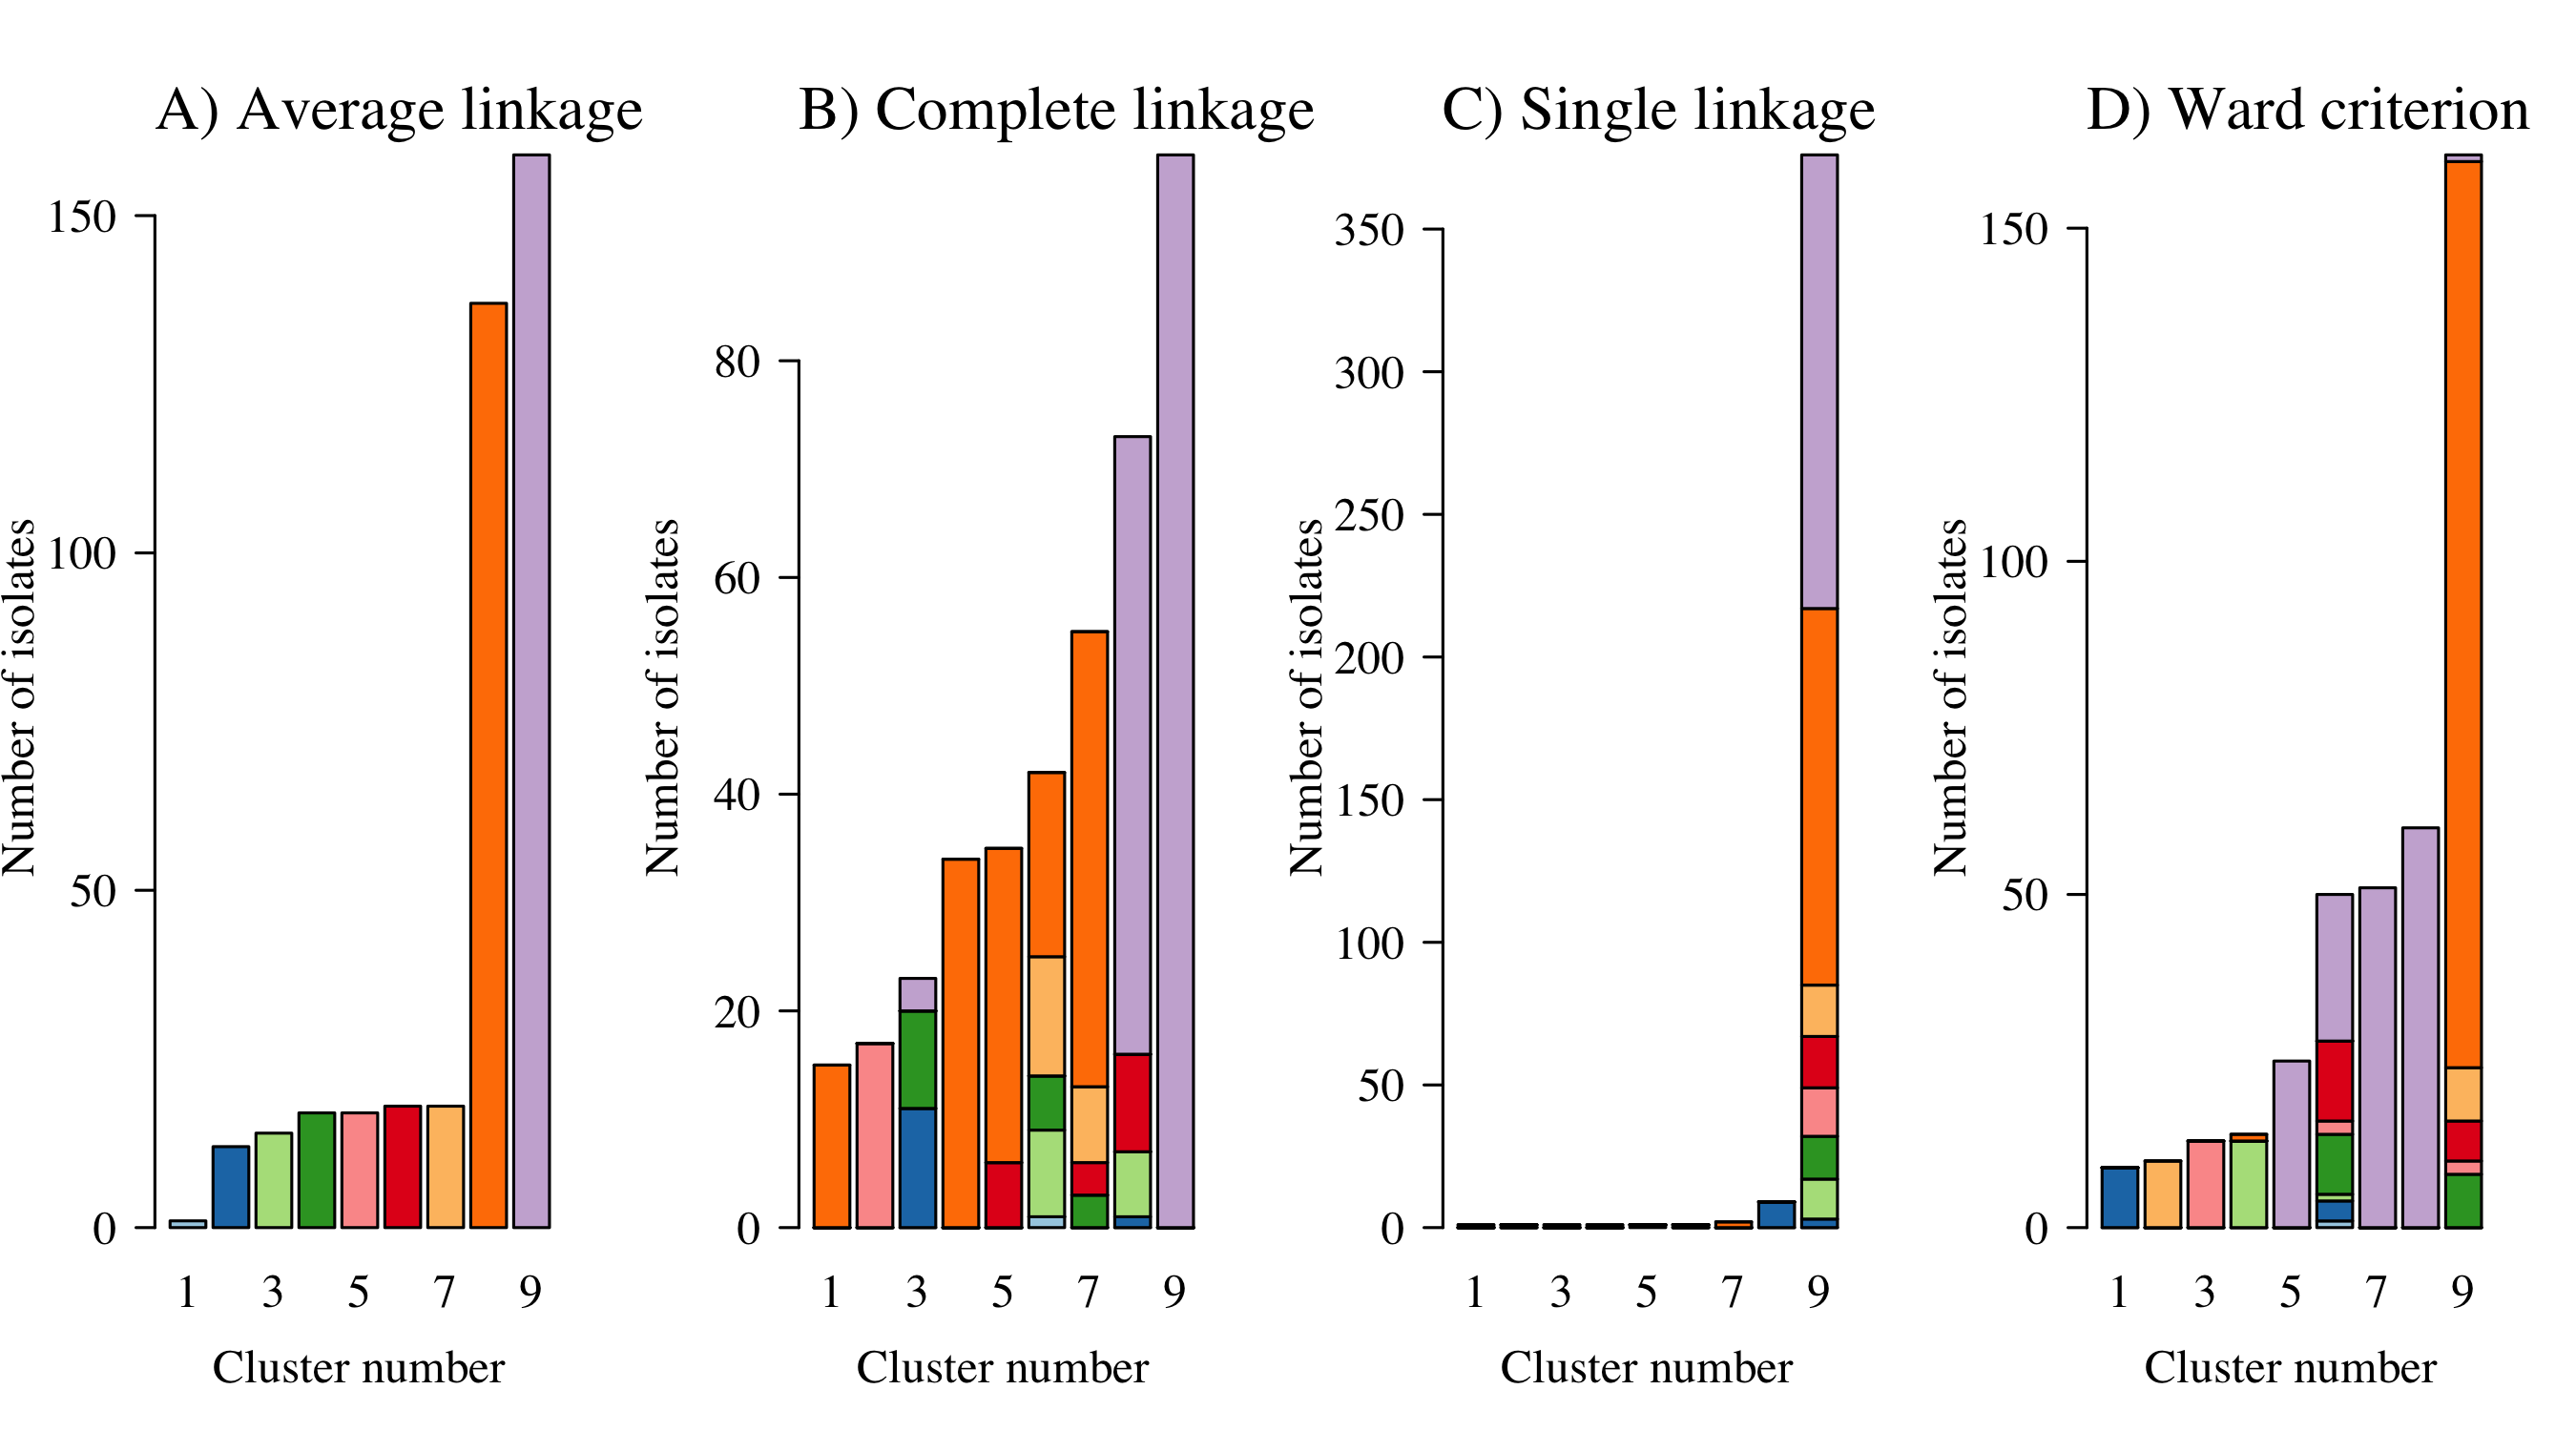 A) Average linkage
Number of isolates
150
100
50
0
1 3 5 7 9
Cluster number
B) Complete linkage
Number of isolates
80
60
40
20
0
1 3 5 7 9
Cluster number
C) Single linkage
Number of isolates
350
300
250
200
150
100
50
0
1 3 5 7 9
Cluster number
D) Ward criterion
Number of isolates
150
100
50
0
1 3 5 7 9
Cluster number